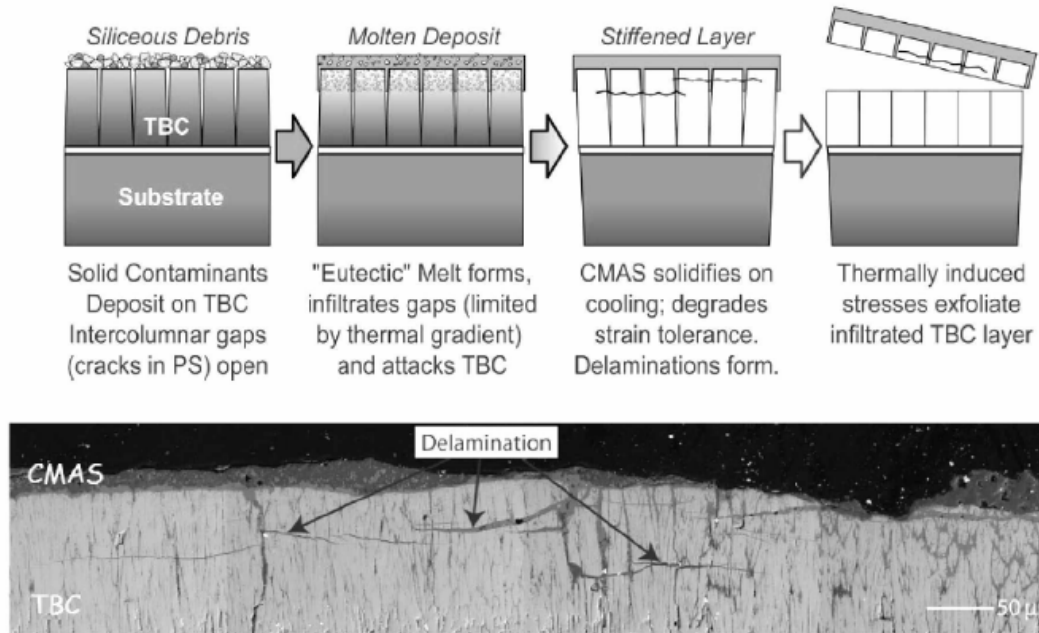 Siliceous Debris
Molten Deposit
Stiffened Layer
TBC
Substrate
Solid Contaminants
Deposit on TBC
Intercolumnar gaps
(cracks in PS) open
"Eutectic" Melt forms,
infiltrates gaps (limited
by thermal gradient)
and attacks TBC
CMAS solidifies on
cooling; degrades
strain tolerance.
Delaminations form.
Thermally induced
stresses exfoliate
infiltrated TBC layer
Delamination
CMAS
TBC
50 μ